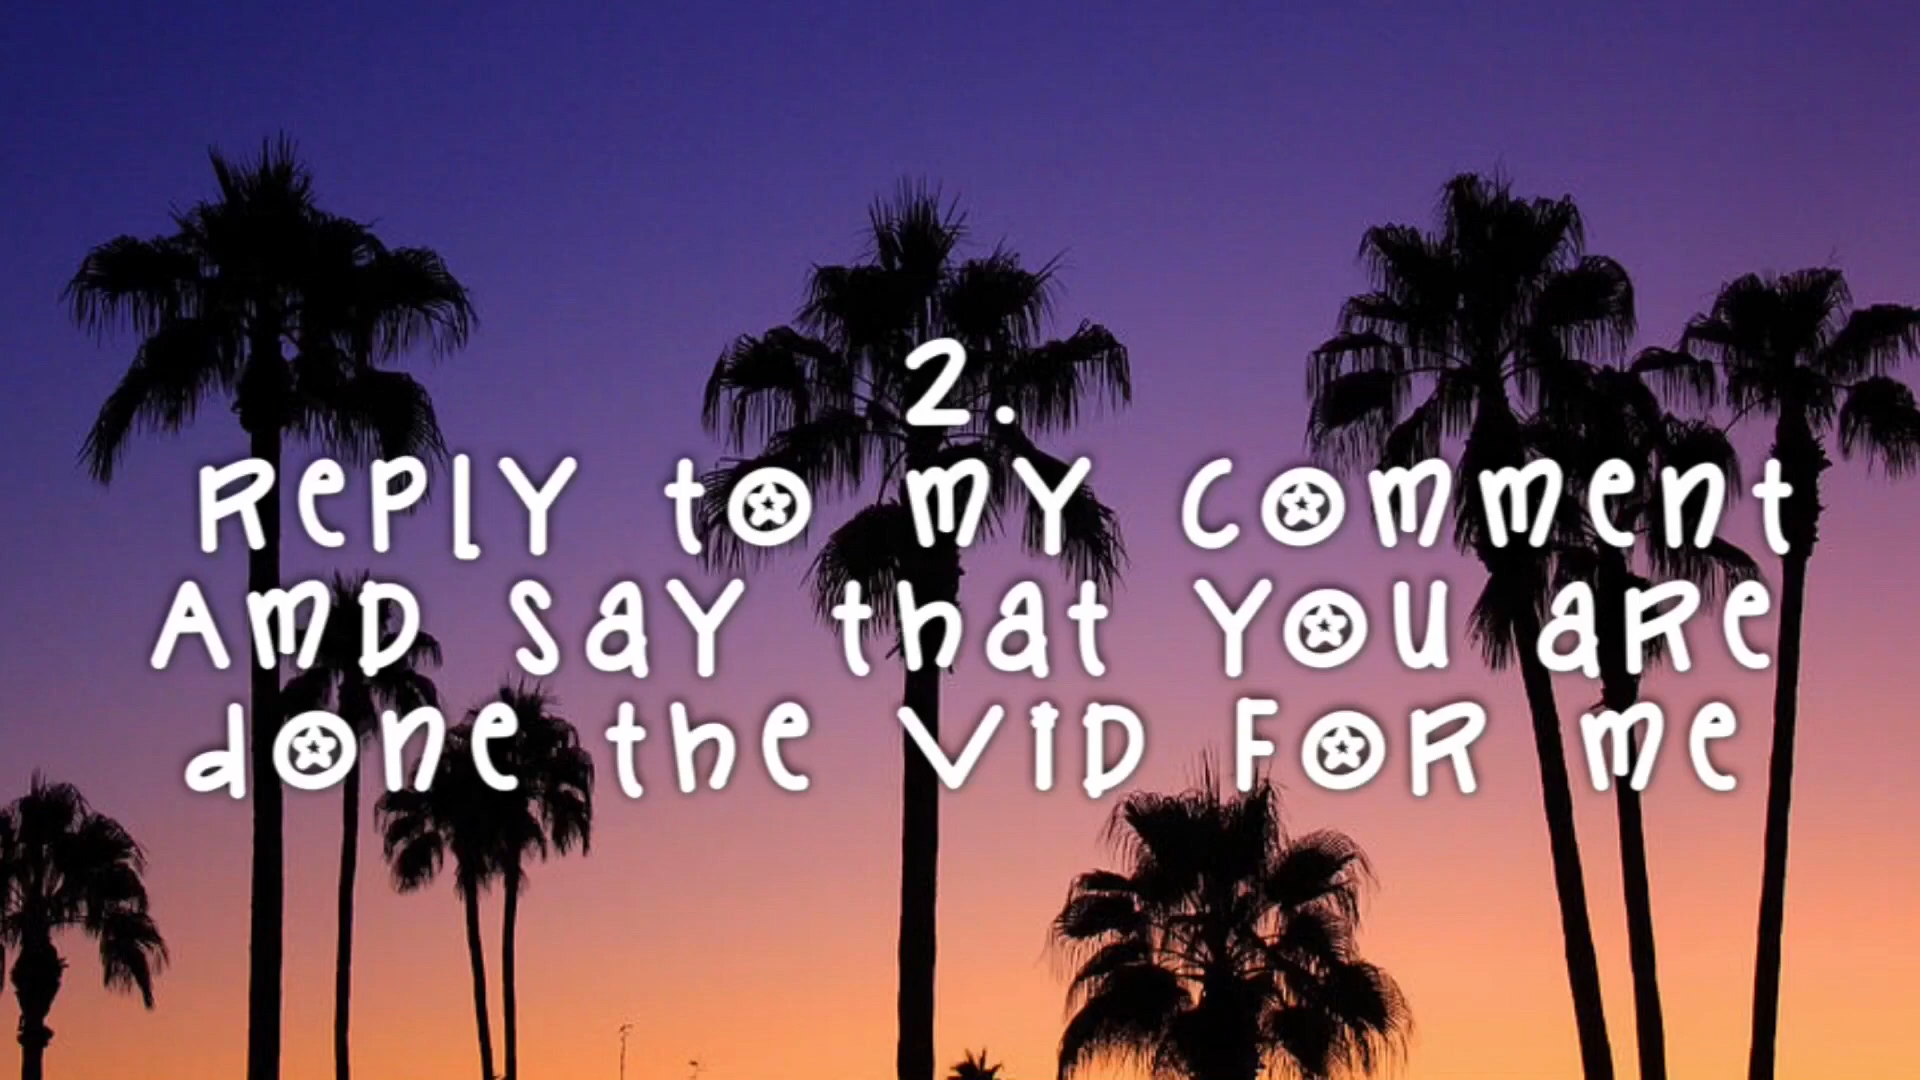 2.
Reply to my comment
Amd say that you are
done the vid for me